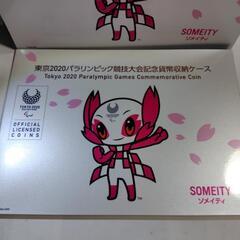 SOMEITY
ソメイティ
東京2020パラリンピック競技大会記念貨幣収納ケース
Tokyo 2020 Paralympic Games Commemorative Coin
TOKYO 2020
OFFICIAL
LICENSED
COINS
SOMEITY
ソメイティ